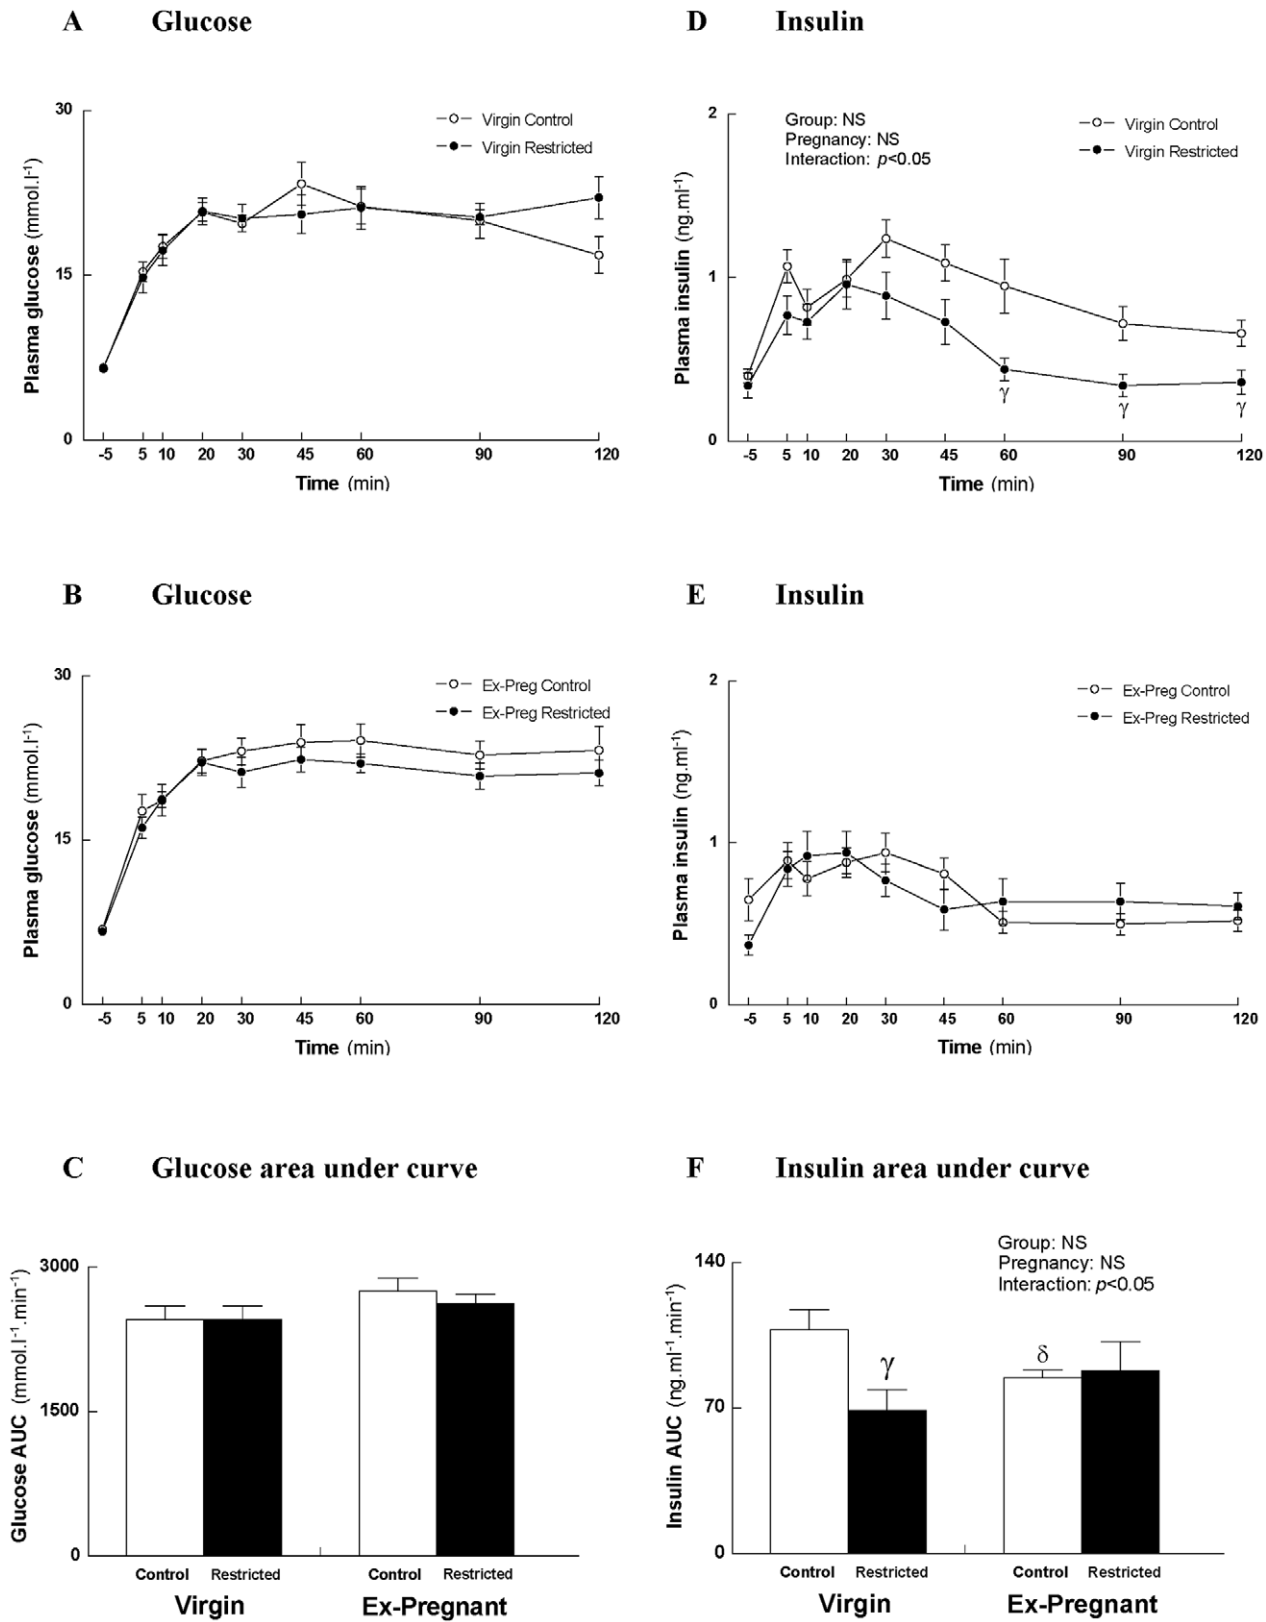 A Glucose
30
15
0
Plasma glucose (mmol.l-1)
Virgin Control
Virgin Restricted
-5 5 10 20 30 45 60 90 120
Time (min)
D Insulin
2
1
0
Plasma insulin (ng.ml-1)
Group: NS
Pregnancy: NS
Interaction: p<0.05
Virgin Control
Virgin Restricted
γ γ γ
-5 5 10 20 30 45 60 90 120
Time (min)
B Glucose
30
15
0
Plasma glucose (mmol.l-1)
Ex-Preg Control
Ex-Preg Restricted
-5 5 10 20 30 45 60 90 120
Time (min)
E Insulin
2
1
0
Plasma insulin (ng.ml-1)
Ex-Preg Control
Ex-Preg Restricted
-5 5 10 20 30 45 60 90 120
Time (min)
C Glucose area under curve
3000
1500
0
Glucose AUC (mmol.l-1.min-1)
Control Restricted Control Restricted
Virgin Ex-Pregnant
F Insulin area under curve
140
70
0
Insulin AUC (ng.ml-1.min-1)
Group: NS
Pregnancy: NS
Interaction: p<0.05
γ δ
Control Restricted Control Restricted
Virgin Ex-Pregnant